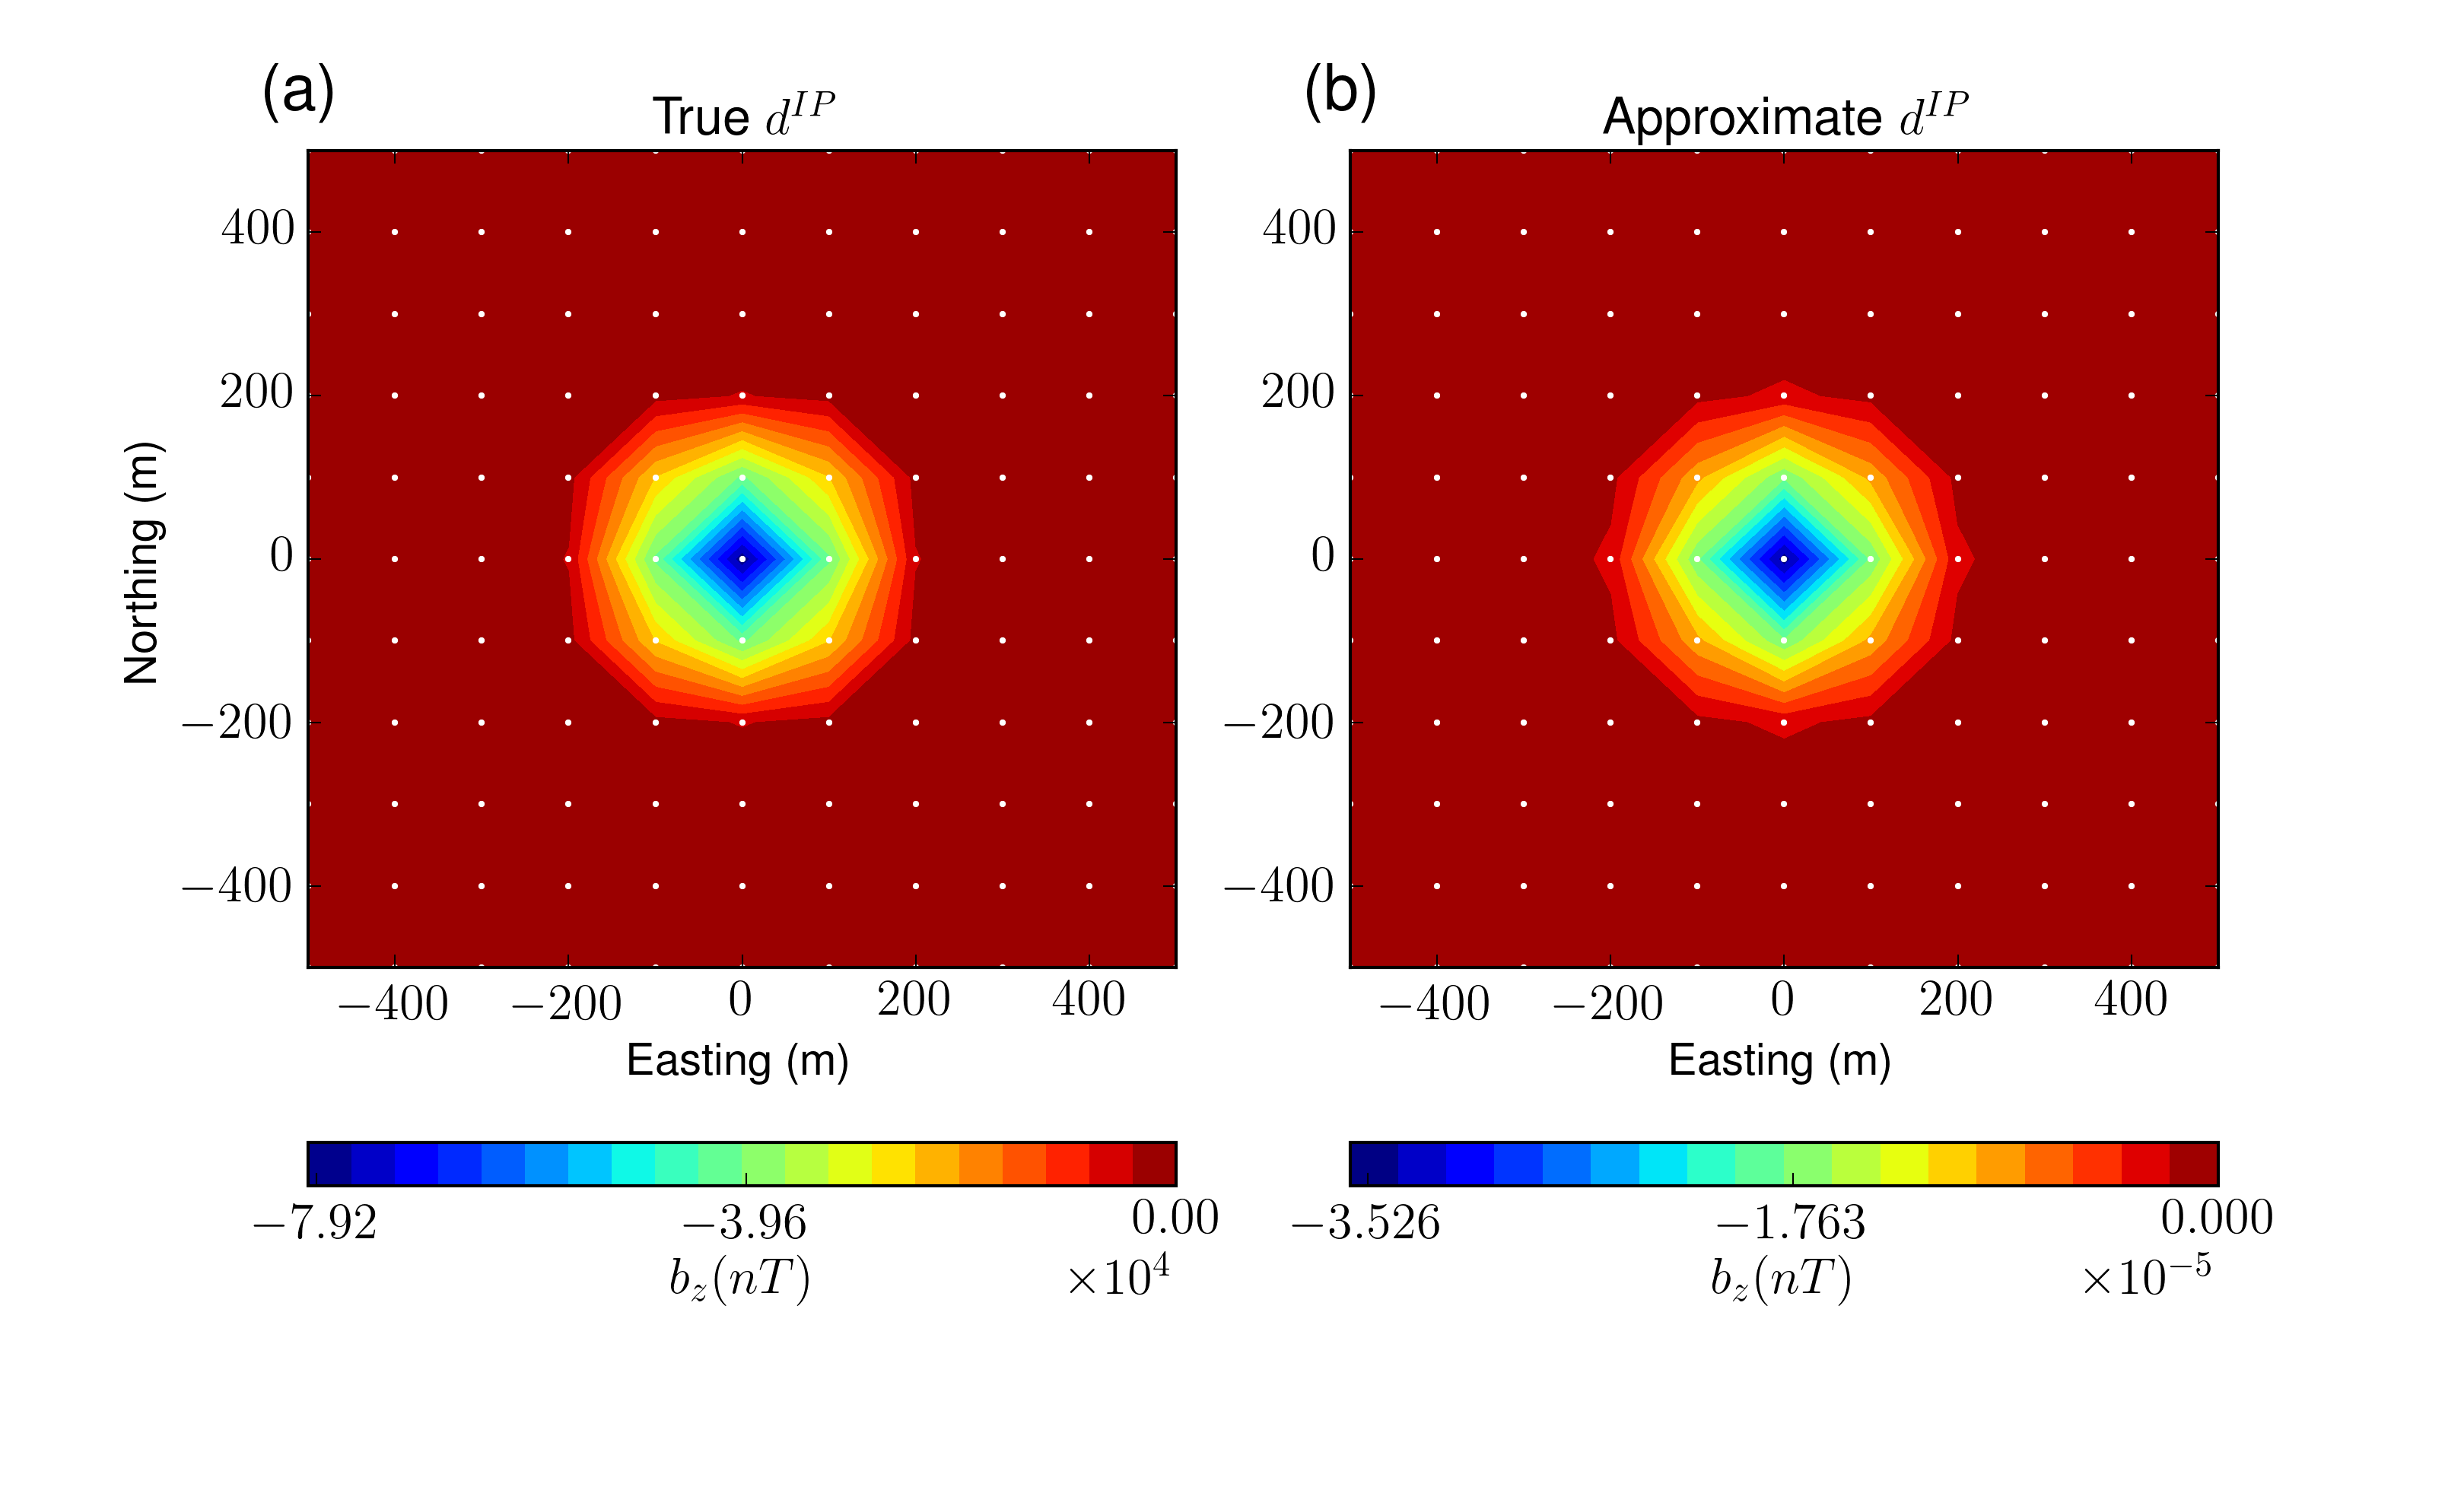 (a)
True d^{IP}
400
200
0
−200
−400
Northing (m)
−400 −200 0 200 400
Easting (m)
−7.92 −3.96 0.00
b_z(nT) ×10^4
(b)
Approximate d^{IP}
400
200
0
−200
−400
−400 −200 0 200 400
Easting (m)
−3.526 −1.763 0.000
b_z(nT) ×10^{−5}